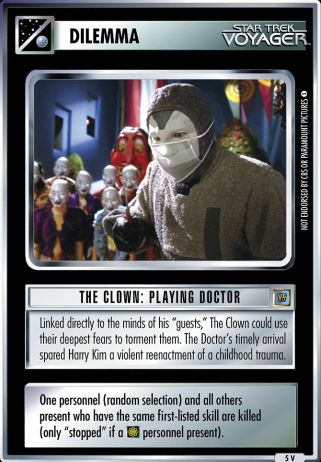 DILEMMA
STAR TREK
VOYAGER
NOT ENDORSED BY CBS OR PARAMOUNT PICTURES
THE CLOWN: PLAYING DOCTOR
Linked directly to the minds of his "guests," The Clown could use
their deepest fears to torment them. The Doctor's timely arrival
spared Harry Kim a violent reenactment of a childhood trauma.
One personnel (random selection) and all others
present who have the same first-listed skill are killed
(only "stopped" if a personnel present).
5 V